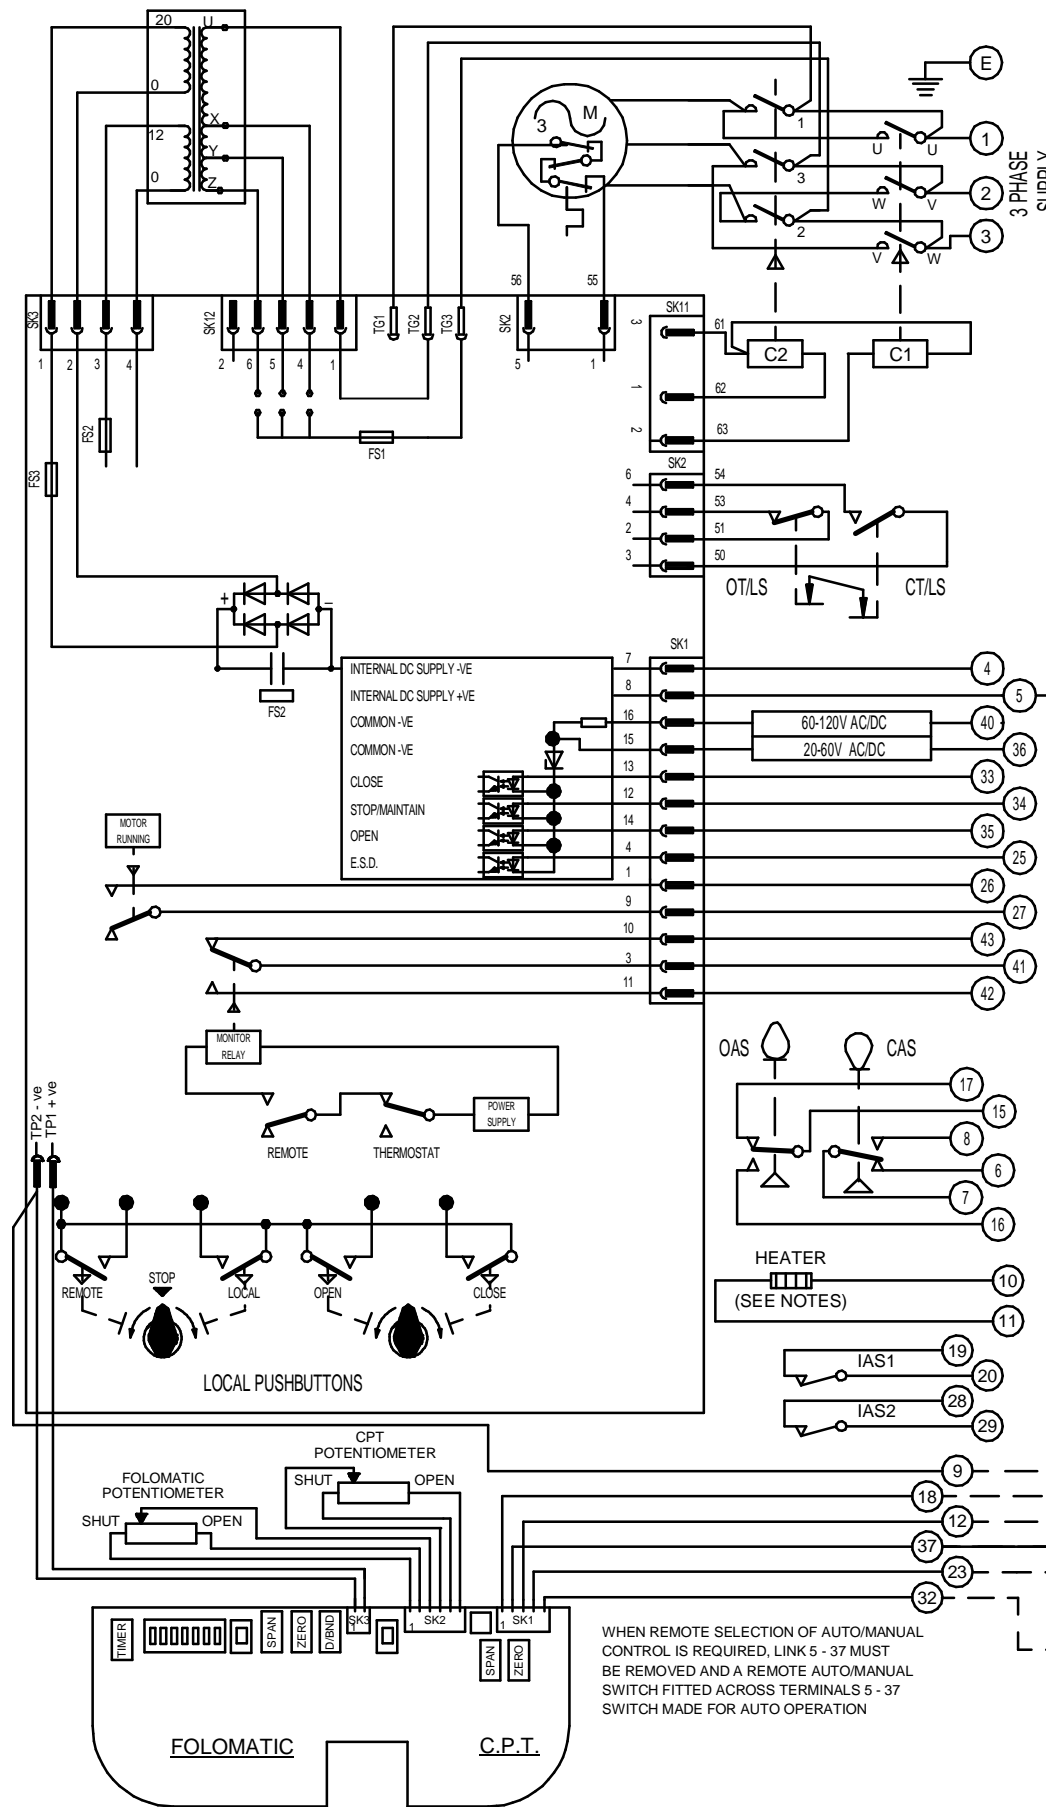 20
U
0
X
12
Y
0
Z
3
M
1
3
2
U
U
W
V
V
W
E
1
2
3
3 PHASE
SUPPLY
SK3
1
2
3
4
SK12
2
6
5
4
1
TG1
TG2
TG3
56
55
SK2
5
1
FS2
FS3
FS1
SK11
3
61
1
62
2
63
C2
C1
SK2
6
54
4
53
2
51
3
50
OT/LS
CT/LS
+
–
FS2
SK1
INTERNAL DC SUPPLY -VE
7
4
INTERNAL DC SUPPLY +VE
8
5
COMMON -VE
16
60-120V AC/DC
40
COMMON -VE
15
20-60V AC/DC
36
CLOSE
13
33
STOP/MAINTAIN
12
34
OPEN
14
35
E.S.D.
4
25
MOTOR
RUNNING
1
26
9
27
10
43
3
41
11
42
MONITOR
RELAY
REMOTE
THERMOSTAT
POWER
SUPPLY
OAS
CAS
17
15
8
6
7
16
TP2 - ve
TP1 + ve
REMOTE
STOP
LOCAL
OPEN
CLOSE
LOCAL PUSHBUTTONS
HEATER
(SEE NOTES)
10
11
IAS1
19
20
IAS2
28
29
CPT
POTENTIOMETER
SHUT
OPEN
FOLOMATIC
POTENTIOMETER
SHUT
OPEN
9
18
12
37
23
32
TIMER
SPAN
ZERO
D/BND
SK3
1
SK2
1
SK1
1
SPAN
ZERO
FOLOMATIC
C.P.T.
WHEN REMOTE SELECTION OF AUTO/MANUAL
CONTROL IS REQUIRED, LINK 5 - 37 MUST
BE REMOVED AND A REMOTE AUTO/MANUAL
SWITCH FITTED ACROSS TERMINALS 5 - 37
SWITCH MADE FOR AUTO OPERATION